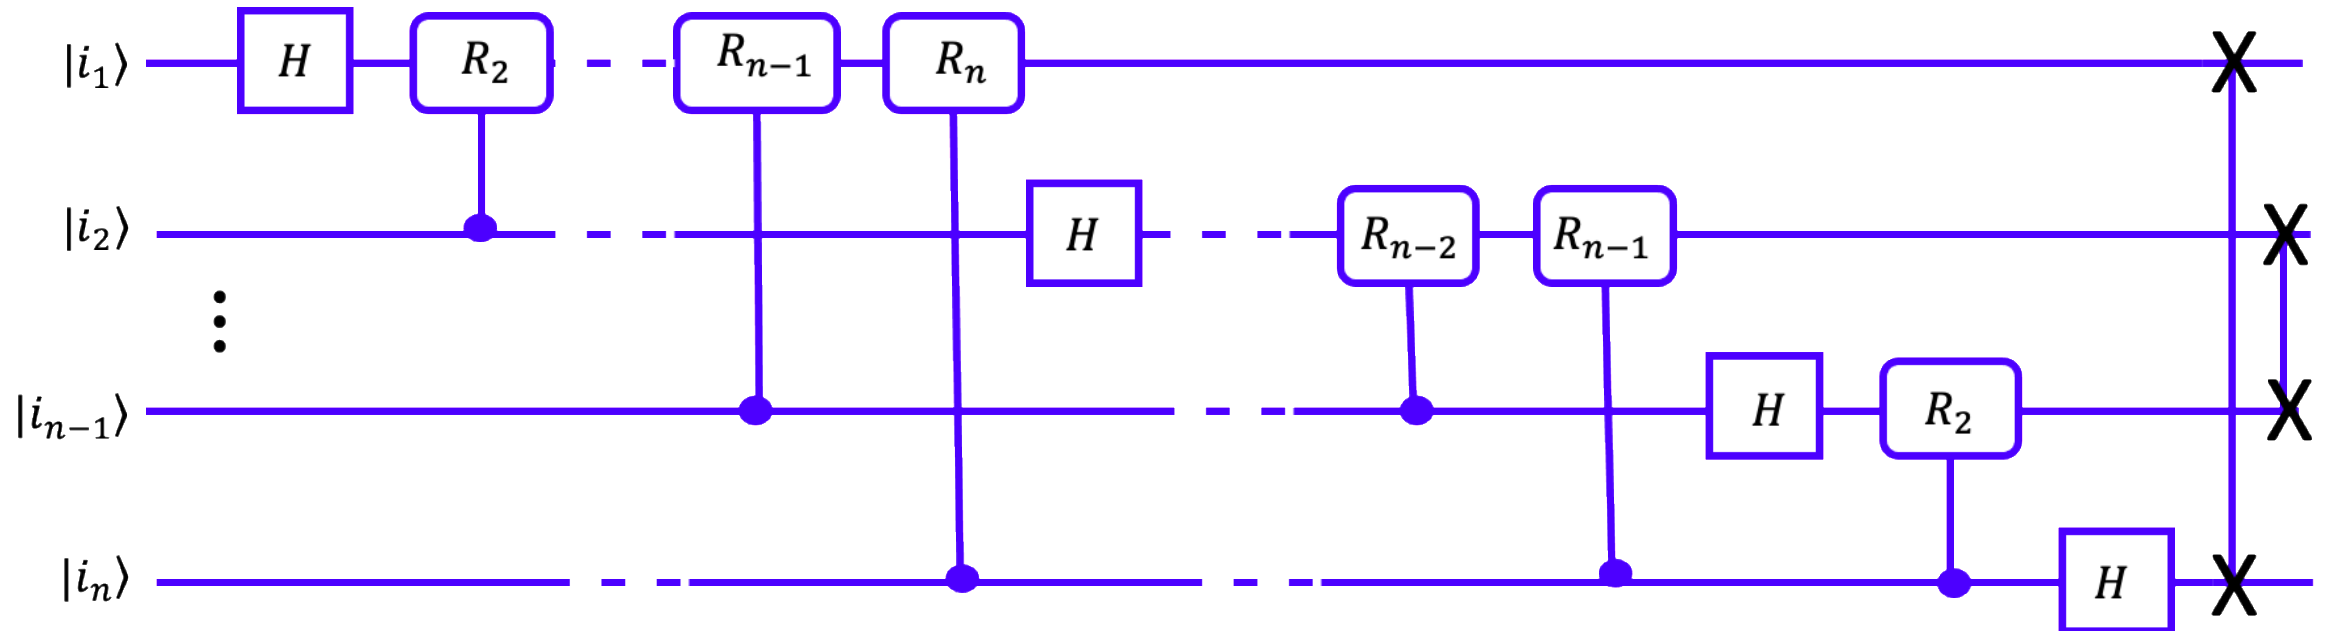 |i₁⟩ H R₂ Rₙ₋₁ Rₙ
|i₂⟩ H Rₙ₋₂ Rₙ₋₁
|iₙ₋₁⟩ H R₂
|iₙ⟩ H